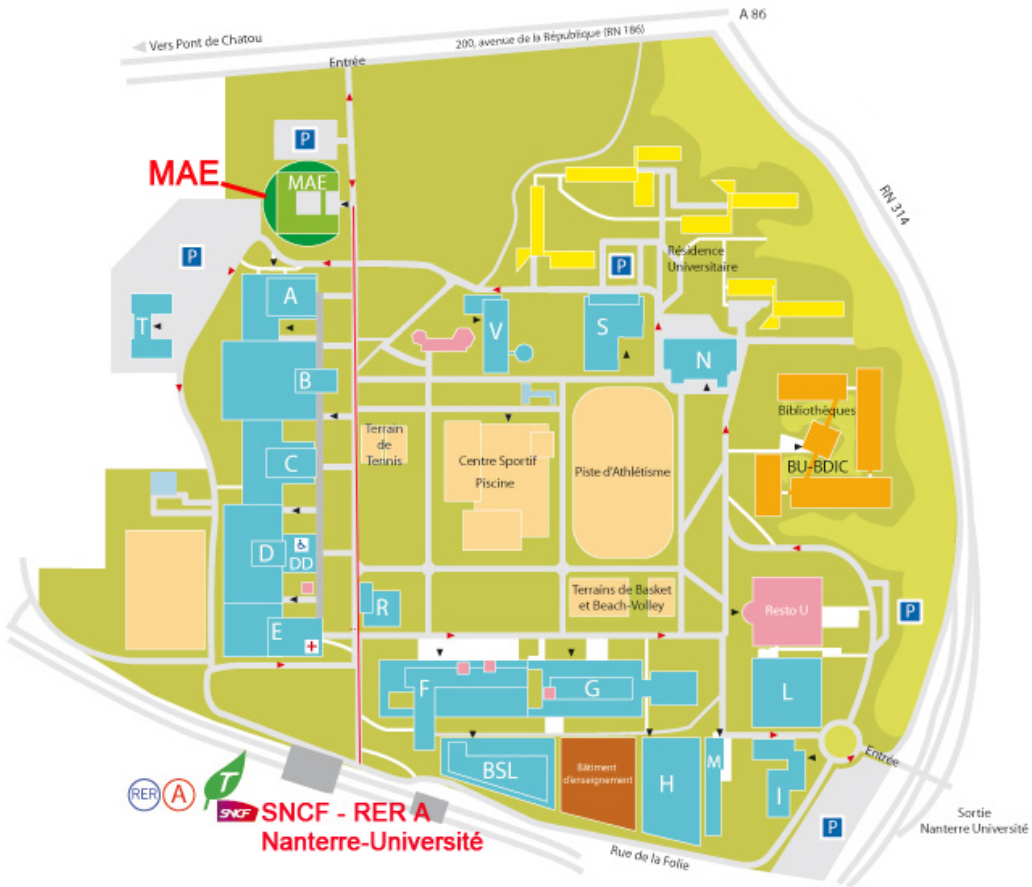 A 86
Vers Pont de Chatou
200, avenue de la République (RN 186)
Entrée
P
MAE
MAE
RN 314
P
Résidence
Universitaire
P
A
T
V
S
N
B
Bibliothèques
Terrain
de
Tennis
Centre Sportif
Piscine
Piste d'Athlétisme
C
BU-BDIC
D
DD
Terrains de Basket
et Beach-Volley
Resto U
P
R
E
F
G
L
Entrée
BSL
Bâtiment
d'enseignement
H
M
I
RER
A
T
SNCF
SNCF - RER A
Nanterre-Université
Sortie
Nanterre Université
P
Rue de la Folie